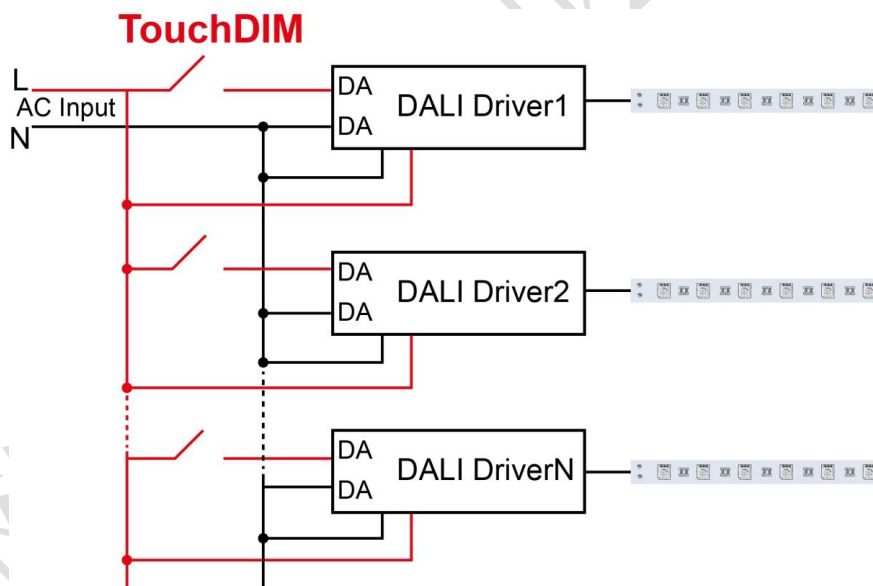 TouchDIM
L
AC Input
N
DA
DA
DALI Driver1
DA
DA
DALI Driver2
DA
DA
DALI DriverN